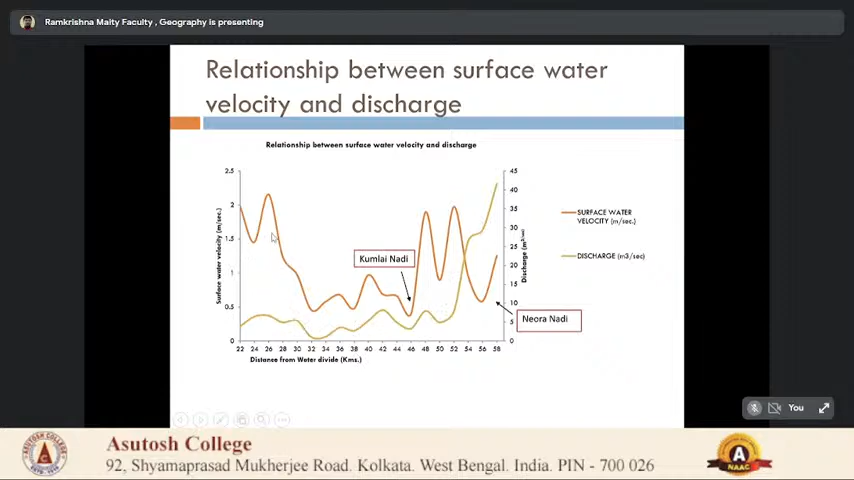 Ramkrishna Maity Faculty , Geography is presenting
Relationship between surface water
velocity and discharge
Relationship between surface water velocity and discharge
2.5
2
1.5
1
0.5
0
Surface water velocity (m/sec.)
45
40
35
30
25
20
15
10
5
0
Discharge (m3/sec)
Kumlai Nadi
Neora Nadi
22 24 26 28 30 32 34 36 38 40 42 44 46 48 50 52 54 56 58
Distance from Water divide (Kms.)
SURFACE WATER
VELOCITY (m/sec.)
DISCHARGE (m3/sec)
You
Asutosh College
92, Shyamaprasad Mukherjee Road. Kolkata. West Bengal. India. PIN - 700 026
A
NAAC